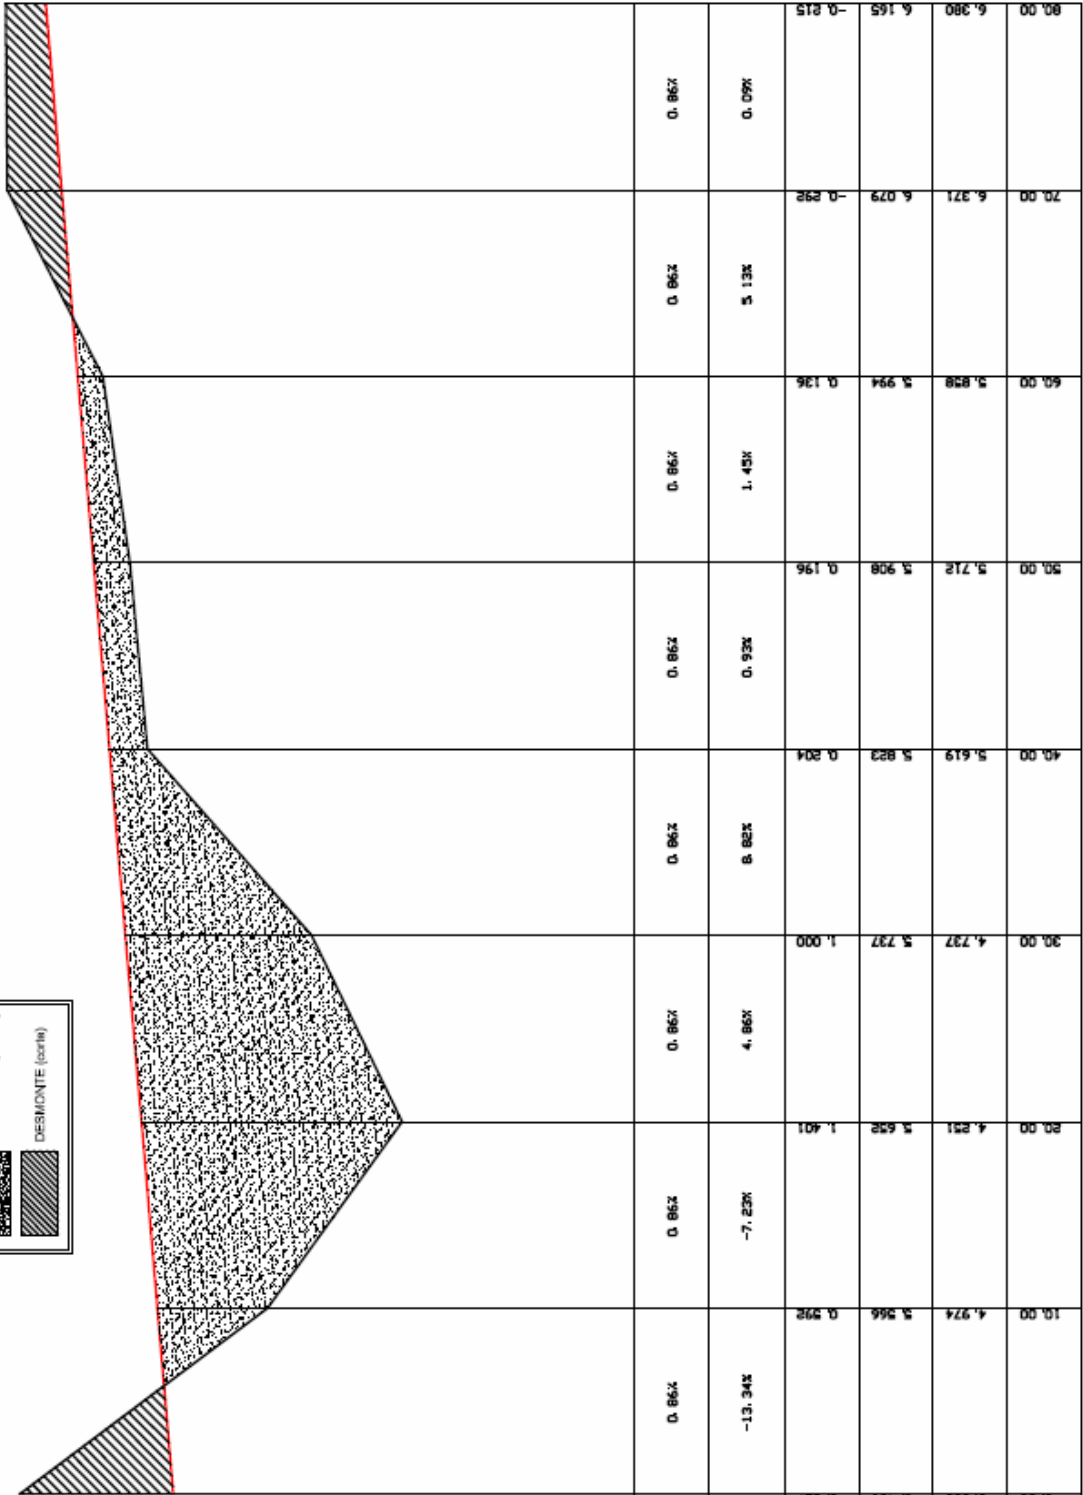 DESMONTE (corte)
0.86% 0.86% 0.86% 0.86% 0.86% 0.86% 0.86% 0.86%
-13.34% -7.23% 4.86% 8.82% 0.93% 1.45% 5.13% 0.09%
0.592 1.401 1.000 0.204 0.196 0.136 -0.292 -0.215
5.566 5.652 5.737 5.823 5.908 5.994 6.079 6.165
4.974 4.251 4.737 5.619 5.712 5.858 6.371 6.380
10.00 20.00 30.00 40.00 50.00 60.00 70.00 80.00